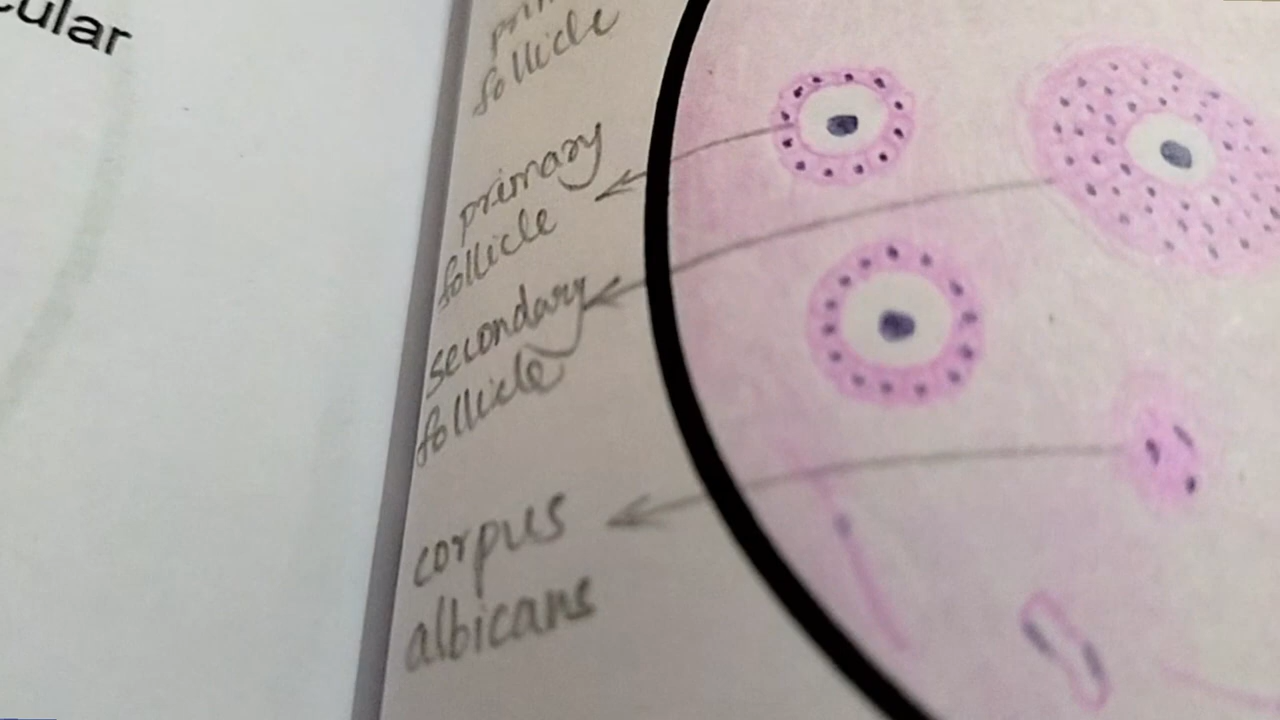 cular
follicle
primary
follicle
secondary
follicle
corpus
albicans